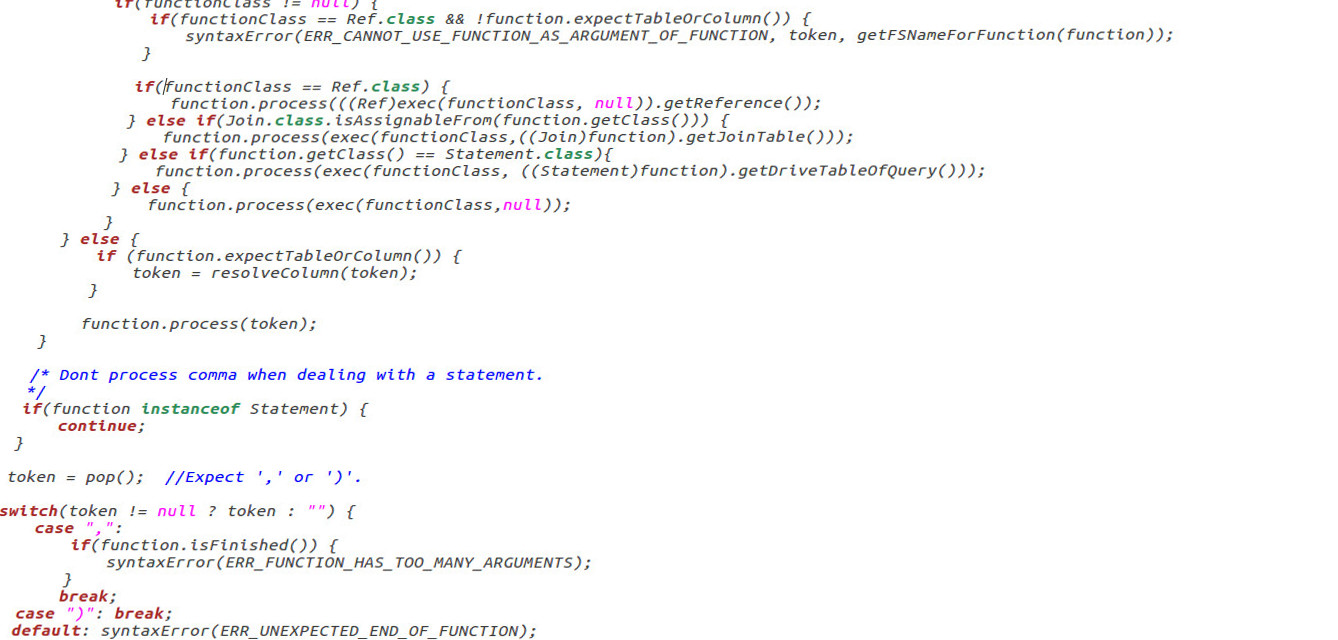 if(functionClass != null) {
if(functionClass == Ref.class && !function.expectTableOrColumn()) {
syntaxError(ERR_CANNOT_USE_FUNCTION_AS_ARGUMENT_OF_FUNCTION, token, getFSNameForFunction(function));
}
if(functionClass == Ref.class) {
function.process(((Ref)exec(functionClass, null)).getReference());
} else if(Join.class.isAssignableFrom(function.getClass())) {
function.process(exec(functionClass,((Join)function).getJoinTable()));
} else if(function.getClass() == Statement.class){
function.process(exec(functionClass, ((Statement)function).getDriveTableOfQuery()));
} else {
function.process(exec(functionClass,null));
}
} else {
if (function.expectTableOrColumn()) {
token = resolveColumn(token);
}
function.process(token);
}
/* Dont process comma when dealing with a statement.
*/
if(function instanceof Statement) {
continue;
}
token = pop();  //Expect ',' or ')'.
switch(token != null ? token : "") {
case ",":
if(function.isFinished()) {
syntaxError(ERR_FUNCTION_HAS_TOO_MANY_ARGUMENTS);
}
break;
case ")": break;
default: syntaxError(ERR_UNEXPECTED_END_OF_FUNCTION);